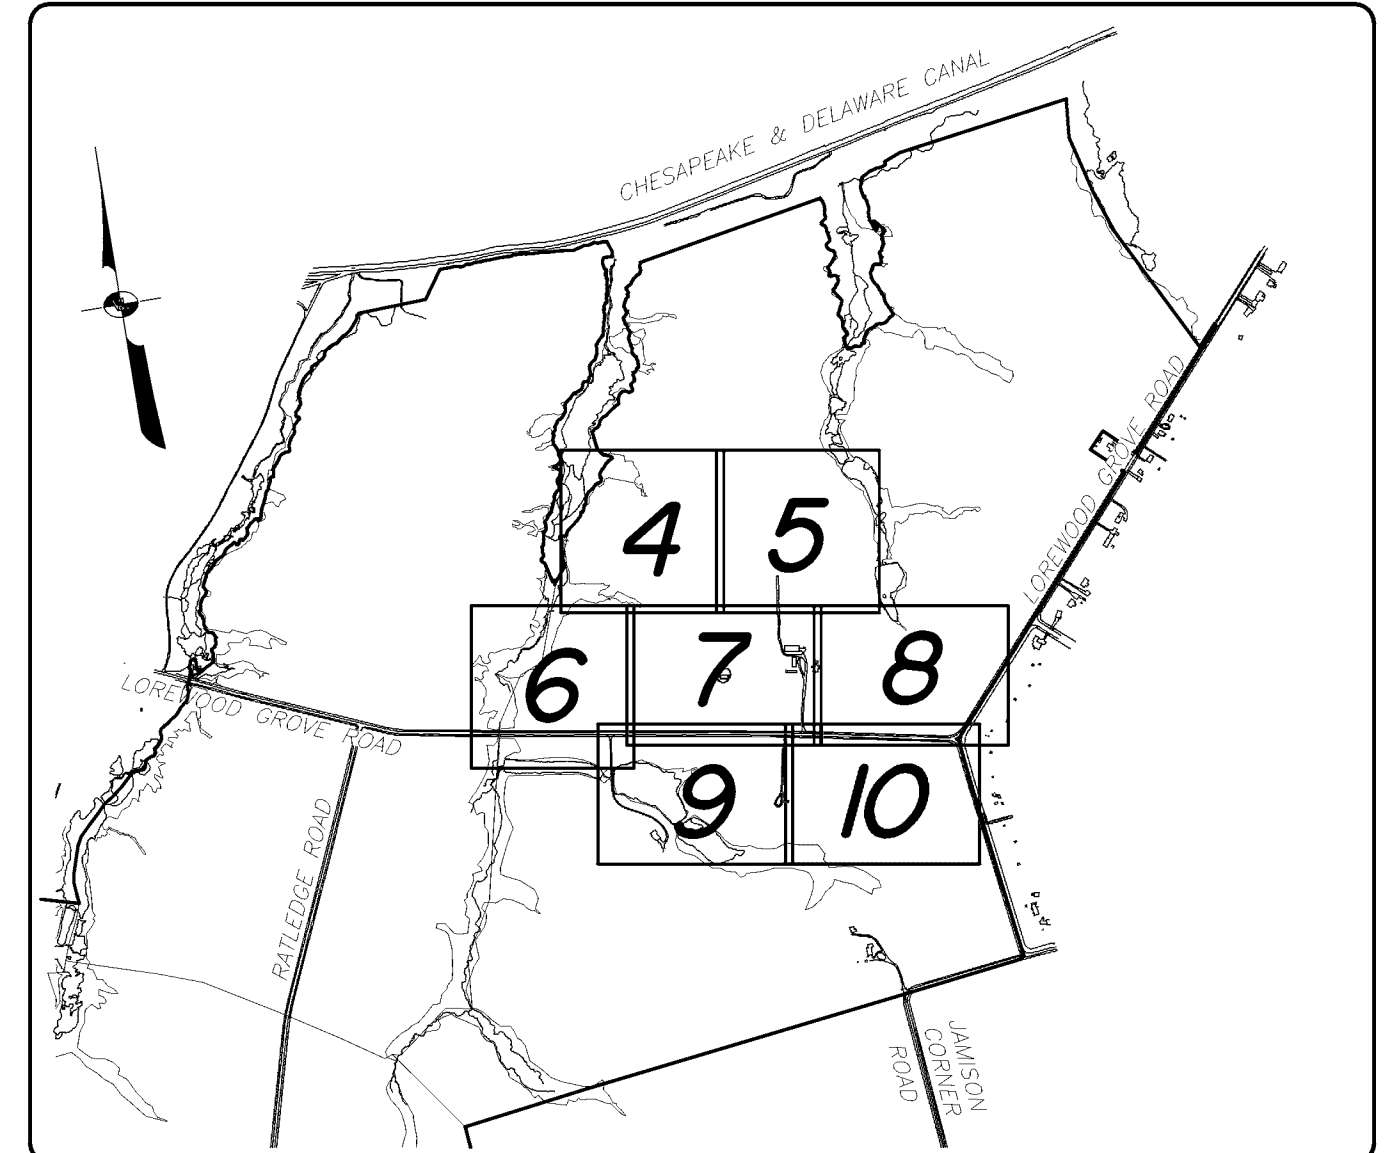 CHESAPEAKE & DELAWARE CANAL
LOREWOOD GROVE ROAD
4
5
6
7
8
LOREWOOD GROVE ROAD
9
10
RATLEDGE ROAD
JAMISON
CORNER
ROAD